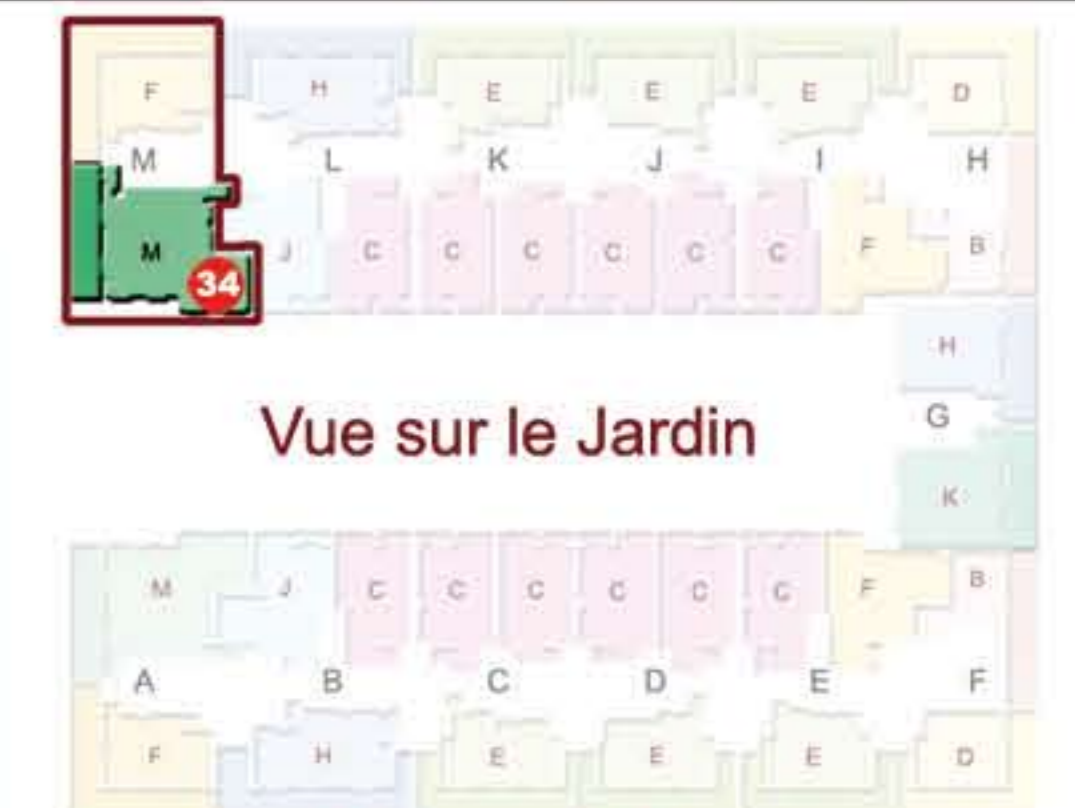 F H E E E D
M L K J I H
M J C C C C C C F B
34
H
Vue sur le Jardin
G
K
M J C C C C C C F B
A B C D E F
F H E E E D